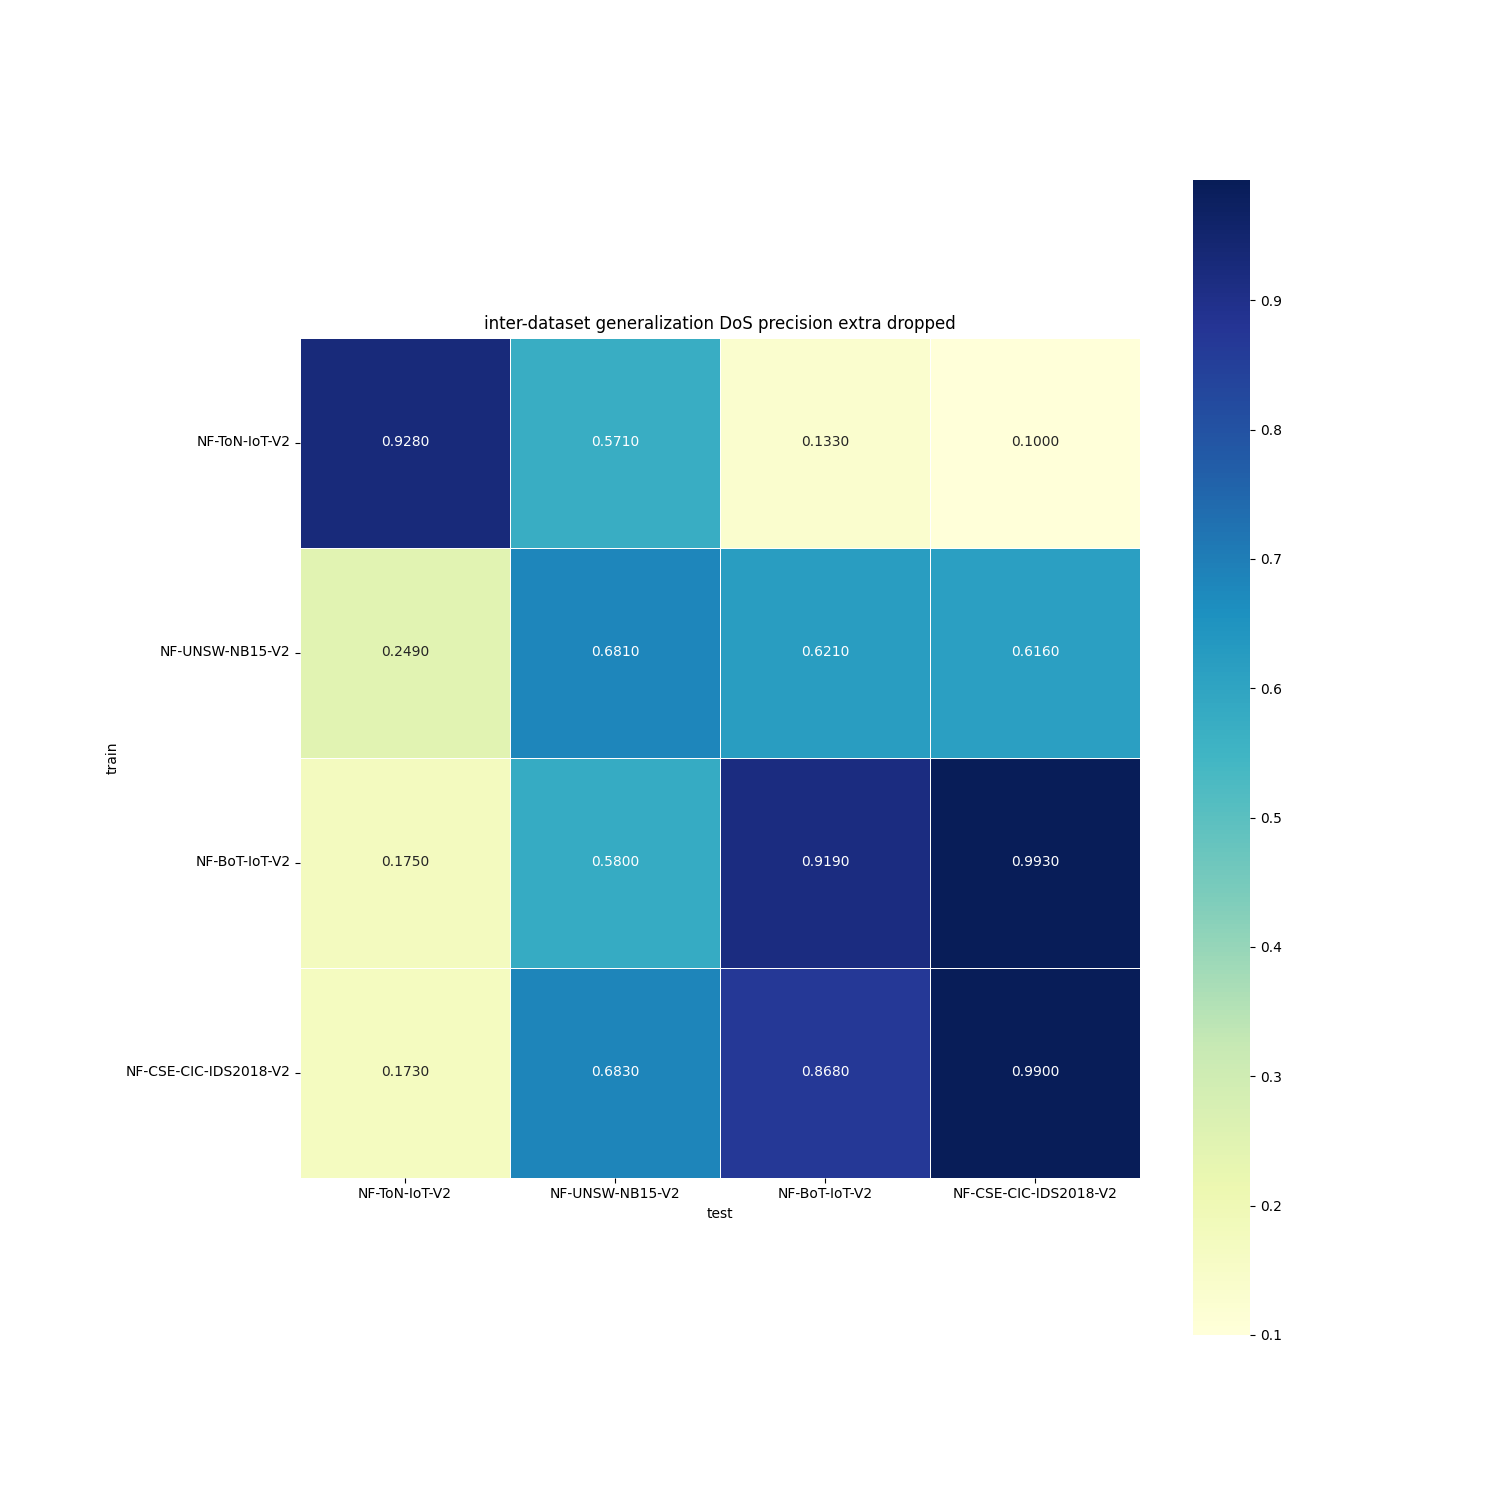 inter-dataset generalization DoS precision extra dropped
NF-ToN-IoT-V2 0.9280 0.5710 0.1330 0.1000
NF-UNSW-NB15-V2 0.2490 0.6810 0.6210 0.6160
NF-BoT-IoT-V2 0.1750 0.5800 0.9190 0.9930
NF-CSE-CIC-IDS2018-V2 0.1730 0.6830 0.8680 0.9900
train
NF-ToN-IoT-V2 NF-UNSW-NB15-V2 NF-BoT-IoT-V2 NF-CSE-CIC-IDS2018-V2
test
0.9
0.8
0.7
0.6
0.5
0.4
0.3
0.2
0.1